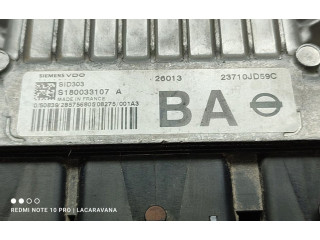 SIEMENS VDO
SID303
26013 23710JD59C
S180033107 A
MADE IN FRANCE
BA
REDMI NOTE 10 PRO | LACARAVANA